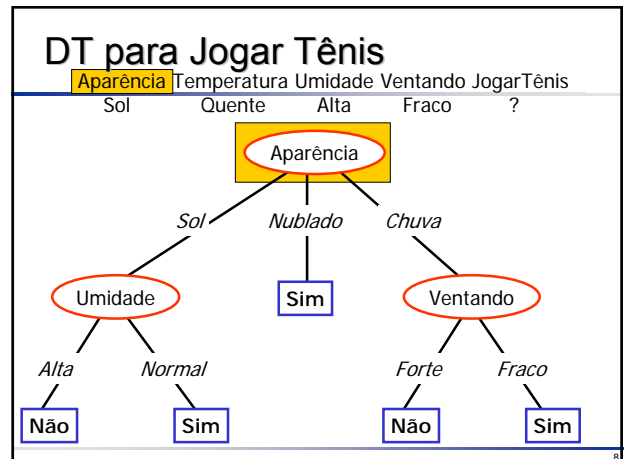 DT para Jogar Tênis
Aparência Temperatura Umidade Ventando JogarTênis
Sol Quente Alta Fraco ?
Aparência
Sol Nublado Chuva
Umidade Sim Ventando
Alta Normal Forte Fraco
Não Sim Não Sim
8